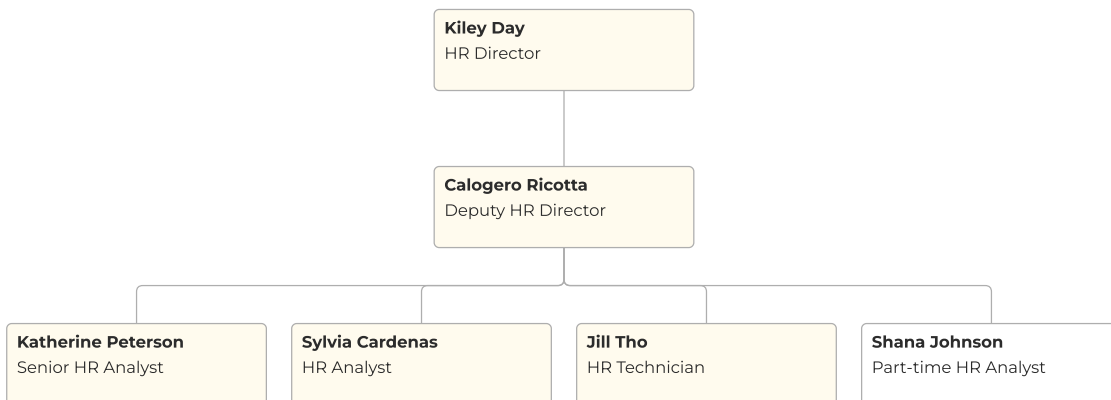 Kiley Day
HR Director
Calogero Ricotta
Deputy HR Director
Katherine Peterson
Senior HR Analyst
Sylvia Cardenas
HR Analyst
Jill Tho
HR Technician
Shana Johnson
Part-time HR Analyst